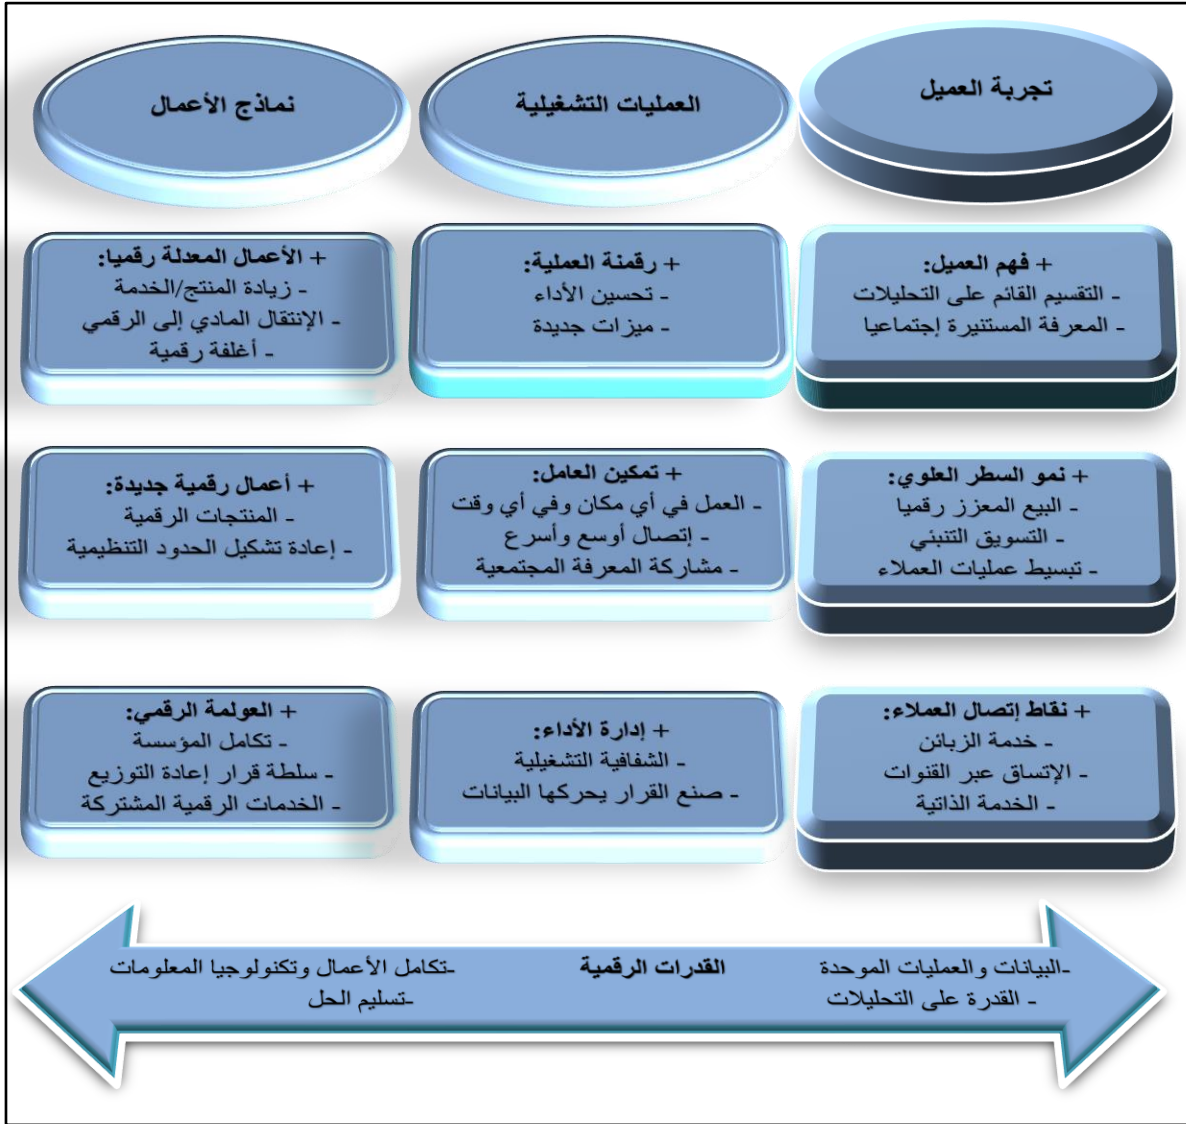 تجربة العميل
العمليات التشغيلية
نماذج الأعمال
+ فهم العميل:
- التقسيم القائم على التحليلات
- المعرفة المستنيرة إجتماعيا
+ رقمنة العملية:
- تحسين الأداء
- ميزات جديدة
+ الأعمال المعدلة رقميا:
- زيادة المنتج/الخدمة
- الإنتقال المادي إلى الرقمي
- أغلفة رقمية
+ نمو السطر العلوي:
- البيع المعزز رقميا
- التسويق التنبئي
- تبسيط عمليات العملاء
+ تمكين العامل:
- العمل في أي مكان وفي أي وقت
- إتصال أوسع وأسرع
- مشاركة المعرفة المجتمعية
+ أعمال رقمية جديدة:
- المنتجات الرقمية
- إعادة تشكيل الحدود التنظيمية
+ نقاط إتصال العملاء:
- خدمة الزبائن
- الإتساق عبر القنوات
- الخدمة الذاتية
+ إدارة الأداء:
- الشفافية التشغيلية
- صنع القرار يحركها البيانات
+ العولمة الرقمي:
- تكامل المؤسسة
- سلطة قرار إعادة التوزيع
- الخدمات الرقمية المشتركة
القدرات الرقمية
-البيانات والعمليات الموحدة
- القدرة على التحليلات
-تكامل الأعمال وتكنولوجيا المعلومات
-تسليم الحل